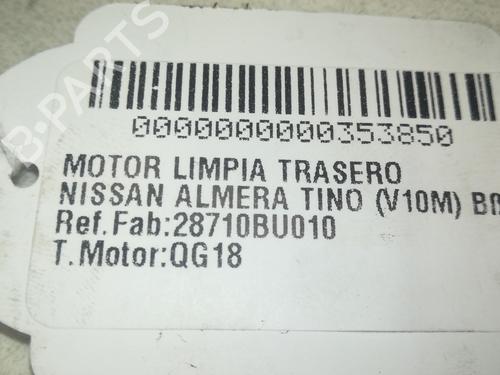 0000000000353850
MOTOR LIMPIA TRASERO
NISSAN ALMERA TINO (V10M)
Ref.Fab:28710BU010
T.Motor:QG18
B-PARTS